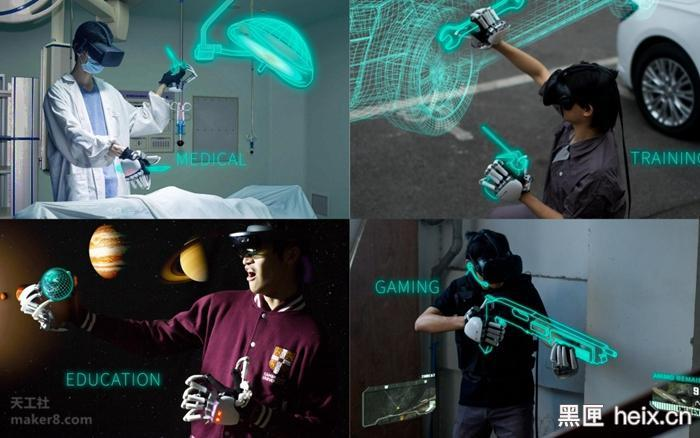 MEDICAL
TRAINING
EDUCATION
GAMING
天工社
maker8.com
黑匣 heix.cn